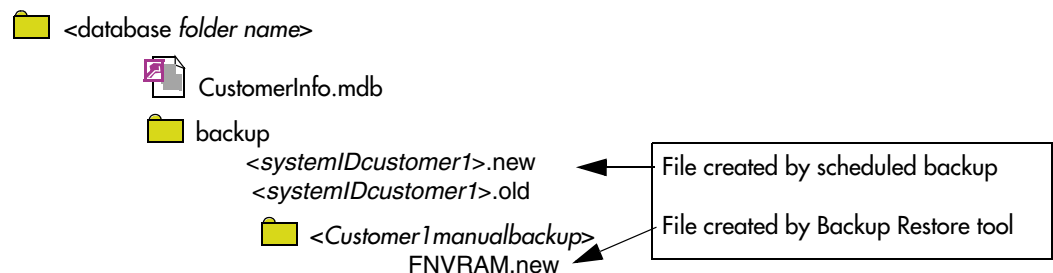 <database folder name>
CustomerInfo.mdb
backup
<systemIDcustomer1>.new
File created by scheduled backup
<systemIDcustomer1>.old
File created by Backup Restore tool
<Customer1manualbackup>
FNVRAM.new